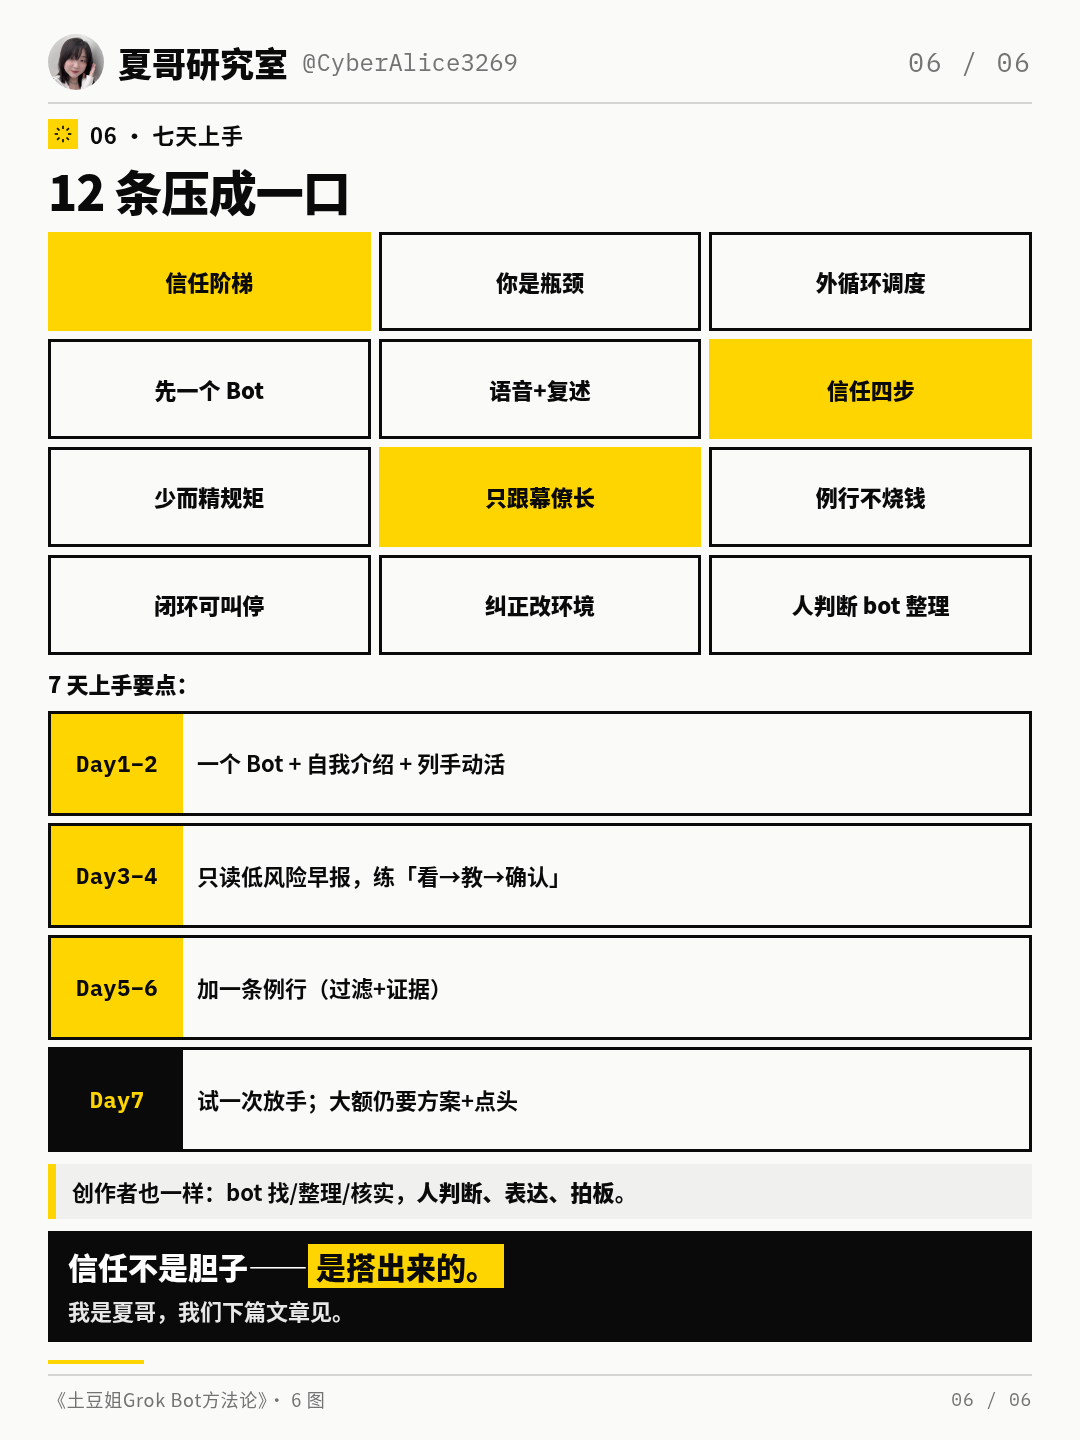 夏哥研究室 @CyberAlice3269 06 / 06
06 · 七天上手
12 条压成一口
信任阶梯 你是瓶颈 外循环调度
先一个 Bot 语音+复述 信任四步
少而精规矩 只跟幕僚长 例行不烧钱
闭环可叫停 纠正改环境 人判断 bot 整理
7 天上手要点：
Day1-2 一个 Bot + 自我介绍 + 列手动活
Day3-4 只读低风险早报，练「看→教→确认」
Day5-6 加一条例行（过滤+证据）
Day7 试一次放手；大额仍要方案+点头
创作者也一样：bot 找/整理/核实，人判断、表达、拍板。
信任不是胆子——是搭出来的。
我是夏哥，我们下篇文章见。
《土豆姐Grok Bot方法论》· 6 图 06 / 06